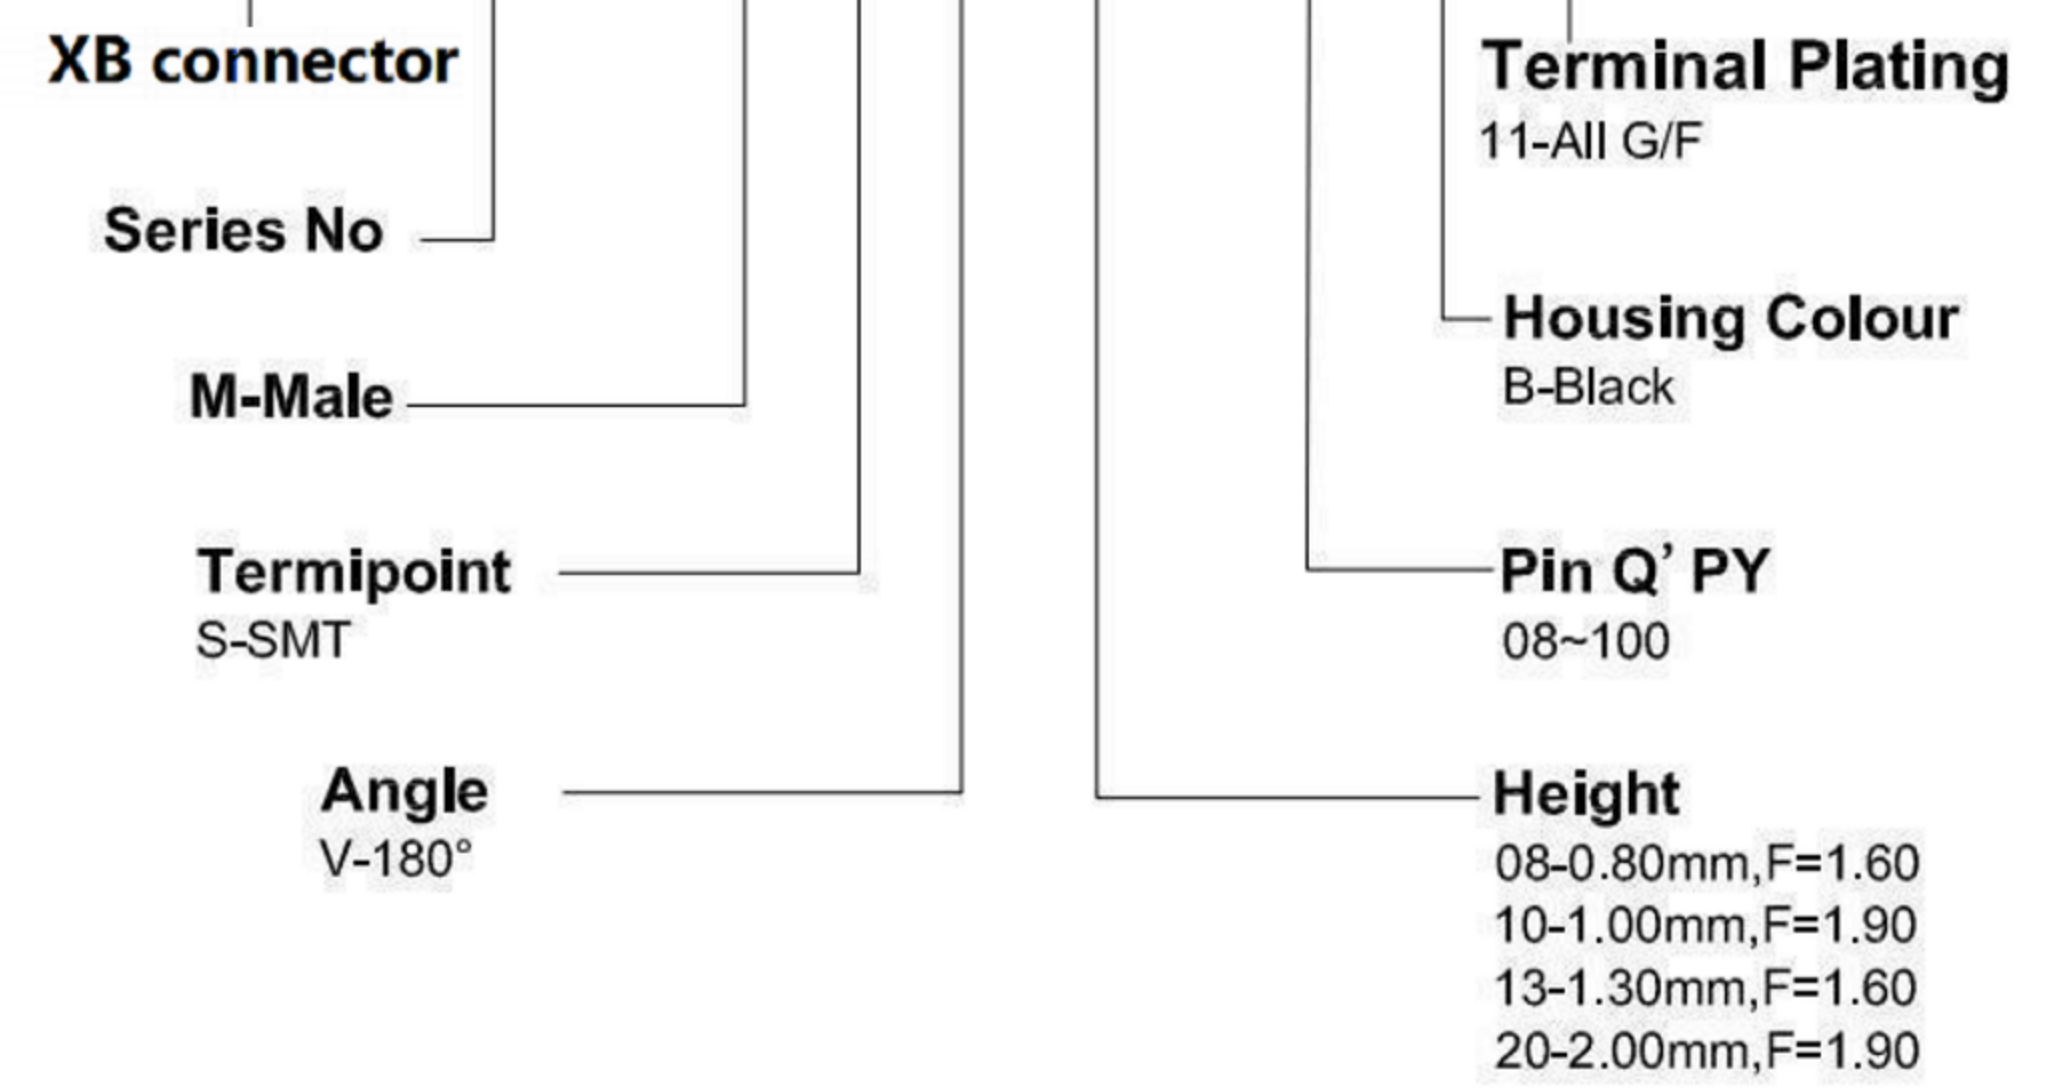 XB connector
Series No
M-Male
Termipoint
S-SMT
Angle
V-180°
Terminal Plating
11-All G/F
Housing Colour
B-Black
Pin Q’ PY
08~100
Height
08-0.80mm,F=1.60
10-1.00mm,F=1.90
13-1.30mm,F=1.60
20-2.00mm,F=1.90